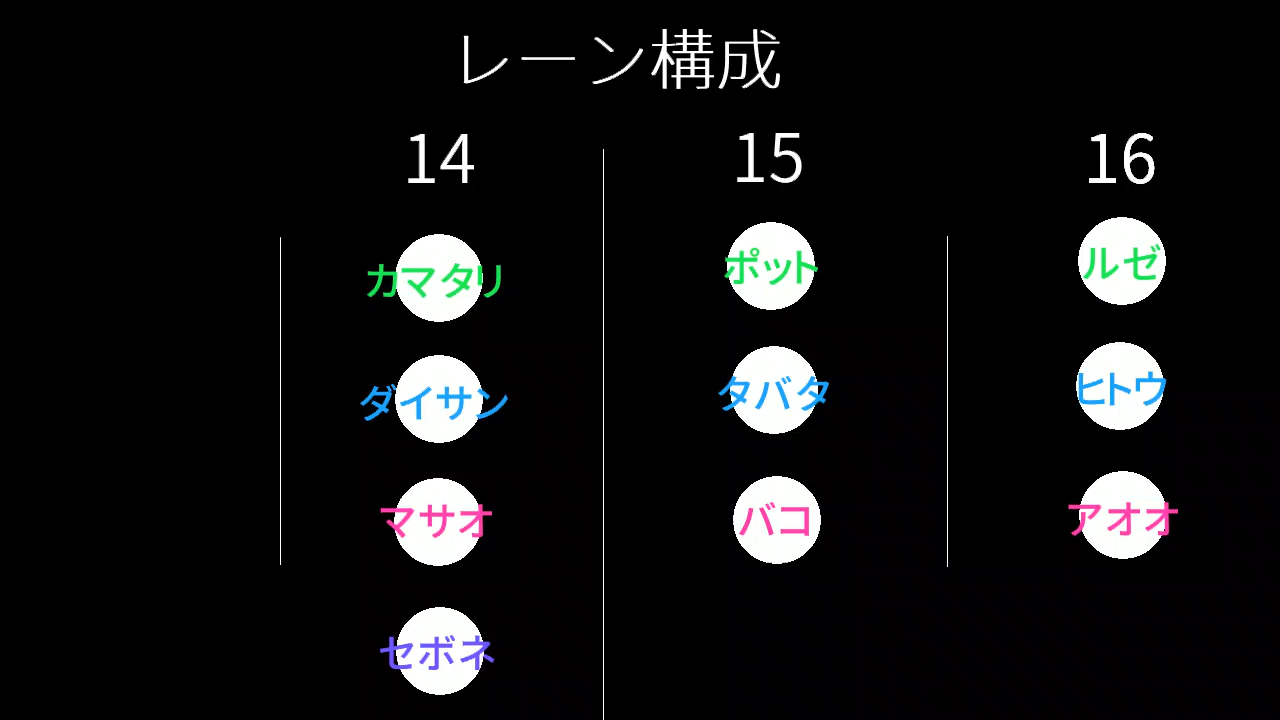 レーン構成
14 15 16
カマタリ ポット ルゼ
ダイサン タバタ ヒトウ
マサオ バコ アオオ
セボネ